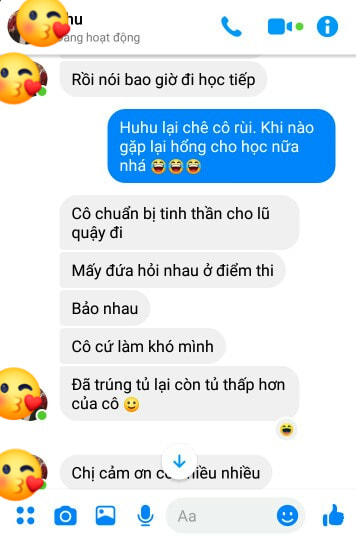 hu
ang hoạt động
Rồi nói bao giờ đi học tiếp
Huhu lại chê cô rùi. Khi nào
gặp lại hổng cho học nữa
nhá 😂😂😂
Cô chuẩn bị tinh thần cho lũ
quậy đi
Mấy đứa hỏi nhau ở điểm thi
Bảo nhau
Cô cứ làm khó mình
Đã trúng tủ lại còn tủ thấp hơn
của cô 🙂
Chị cảm ơn nhiều
Aa